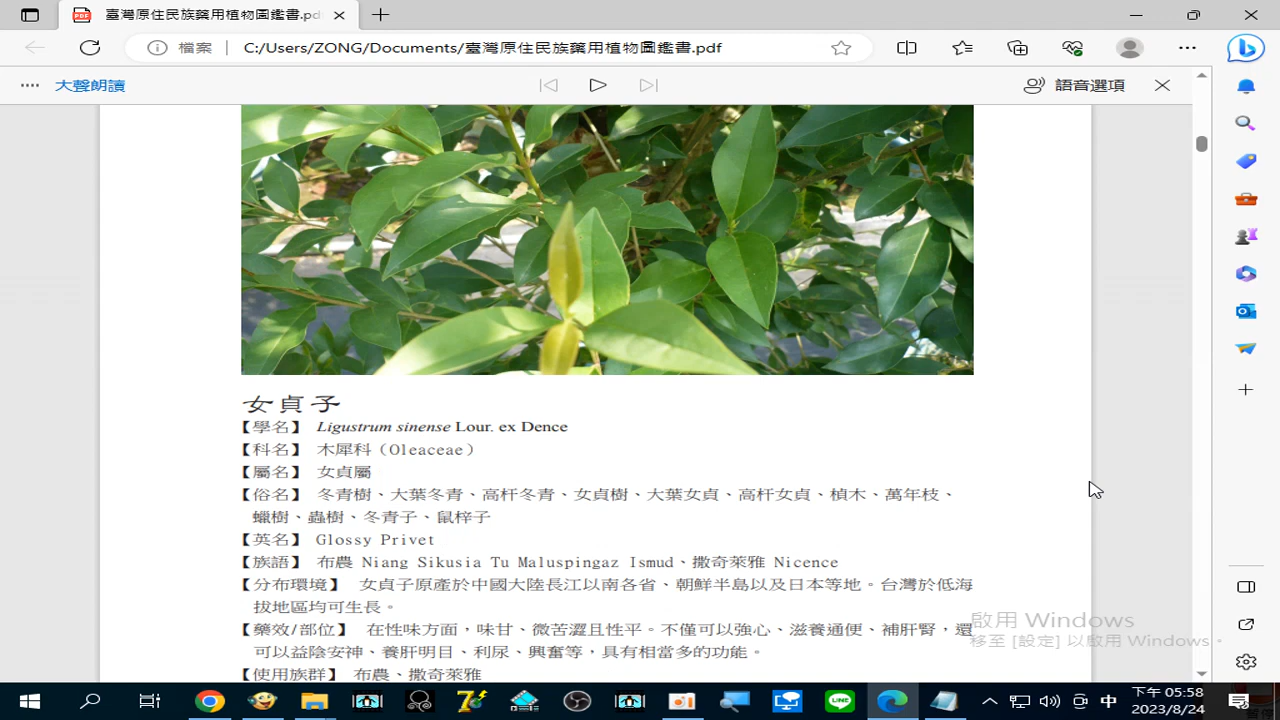 臺灣原住民族藥用植物圖鑑書.pd
檔案 C:/Users/ZONG/Documents/臺灣原住民族藥用植物圖鑑書.pdf
大聲朗讀 語音選項
女貞子
【學名】 Ligustrum sinense Lour. ex Dence
【科名】 木犀科（Oleaceae）
【屬名】 女貞屬
【俗名】 冬青樹、大葉冬青、高杆冬青、女貞樹、大葉女貞、高杆女貞、楨木、萬年枝、
蠟樹、蟲樹、冬青子、鼠梓子
【英名】 Glossy Privet
【族語】 布農 Niang Sikusia Tu Maluspingaz Ismud、撒奇萊雅 Nicence
【分布環境】 女貞子原產於中國大陸長江以南各省、朝鮮半島以及日本等地。台灣於低海
拔地區均可生長。
【藥效/部位】 在性味方面，味甘、微苦澀且性平。不僅可以強心、滋養通便、補肝腎，還
可以益陰安神、養肝明目、利尿、興奮等，具有相當多的功能。
【使用族群】 布農、撒奇萊雅
啟用 Windows
移至 [設定] 以啟用 Windows。
中
下午 05:58
2023/8/24